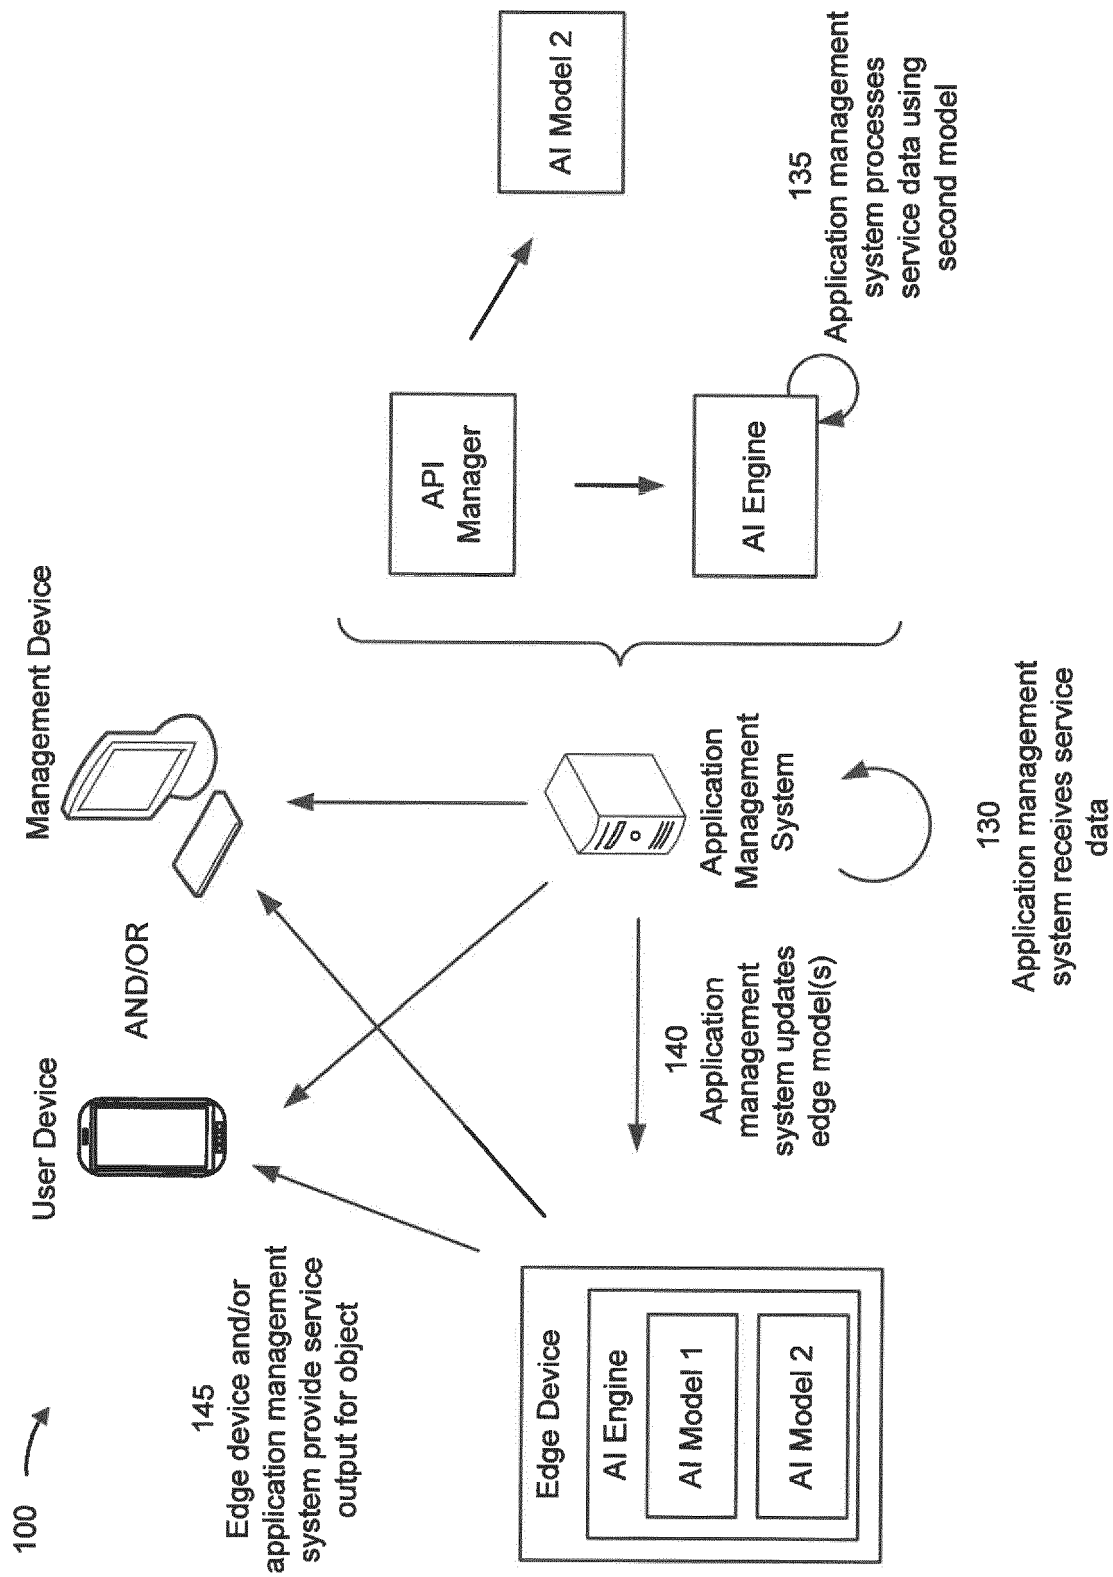 100
145
Edge device and/or
application management
system provide service
output for object
User Device
AND/OR
Management Device
Edge Device
AI Engine
AI Model 1
AI Model 2
140
Application
management
system updates
edge model(s)
Application
Management
System
130
Application management
system receives service
data
API
Manager
AI Engine
AI Model 2
135
Application management
system processes
service data using
second model